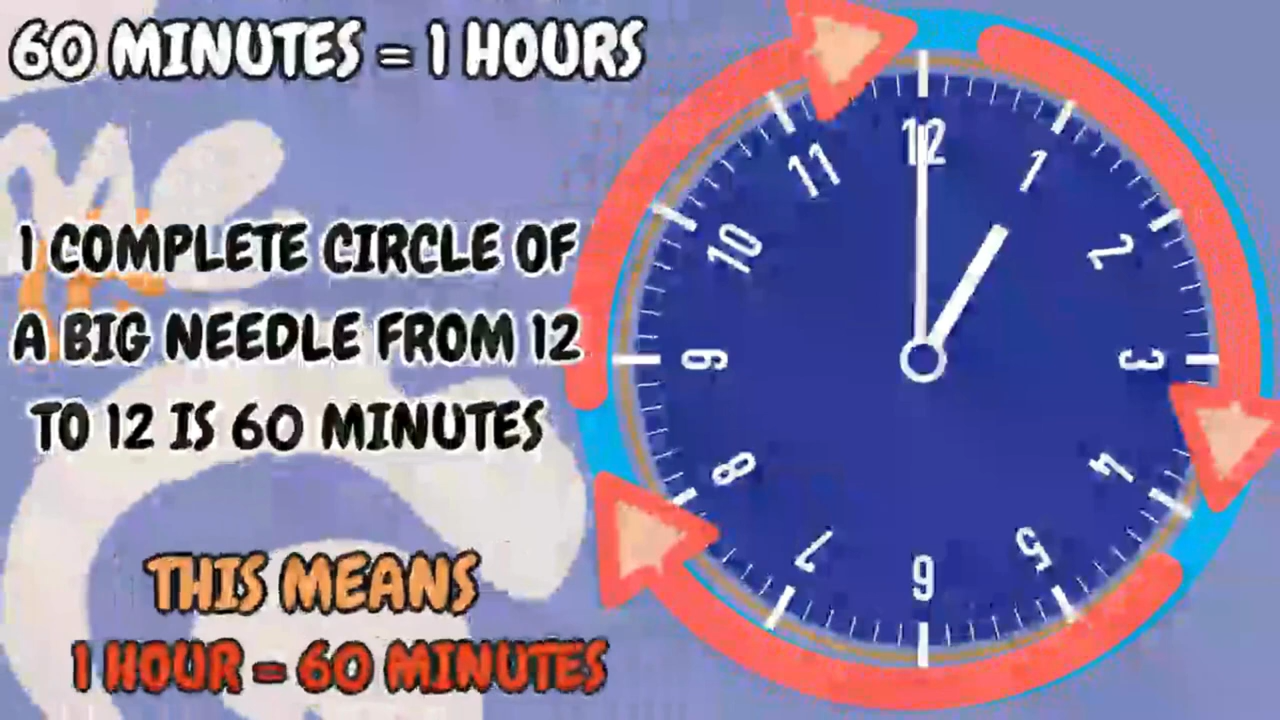 60 MINUTES = 1 HOURS
1 COMPLETE CIRCLE OF
A BIG NEEDLE FROM 12
TO 12 IS 60 MINUTES
THIS MEANS
1 HOUR = 60 MINUTES
12
1
2
3
4
5
6
7
8
9
10
11